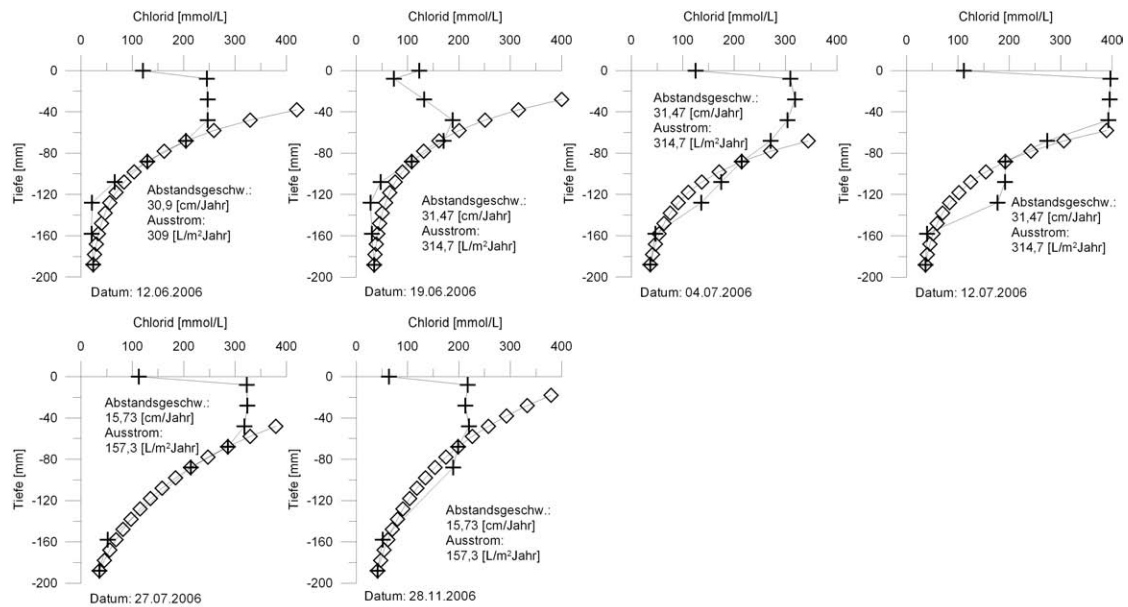 Chlorid [mmol/L]
0 100 200 300 400
0
-40
-80
-120
-160
-200
Tiefe [mm]
Abstandsgeschw.:
30,9 [cm/Jahr]
Ausstrom:
309 [L/m²Jahr]
Datum: 12.06.2006
Chlorid [mmol/L]
0 100 200 300 400
0
-40
-80
-120
-160
-200
Tiefe [mm]
Abstandsgeschw.:
31,47 [cm/Jahr]
Ausstrom:
314,7 [L/m²Jahr]
Datum: 19.06.2006
Chlorid [mmol/L]
0 100 200 300 400
0
-40
-80
-120
-160
-200
Tiefe [mm]
Abstandsgeschw.:
31,47 [cm/Jahr]
Ausstrom:
314,7 [L/m²Jahr]
Datum: 04.07.2006
Chlorid [mmol/L]
0 100 200 300 400
0
-40
-80
-120
-160
-200
Tiefe [mm]
Abstandsgeschw.:
31,47 [cm/Jahr]
Ausstrom:
314,7 [L/m²Jahr]
Datum: 12.07.2006
Chlorid [mmol/L]
0 100 200 300 400
0
-40
-80
-120
-160
-200
Tiefe [mm]
Abstandsgeschw.:
15,73 [cm/Jahr]
Ausstrom:
157,3 [L/m²Jahr]
Datum: 27.07.2006
Chlorid [mmol/L]
0 100 200 300 400
0
-40
-80
-120
-160
-200
Tiefe [mm]
Abstandsgeschw.:
15,73 [cm/Jahr]
Ausstrom:
157,3 [L/m²Jahr]
Datum: 28.11.2006